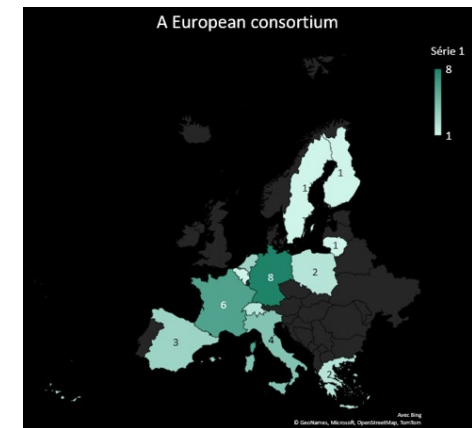 A European consortium
Série 1
8
1
1
1
1
2
8
6
4
3
2
Avec Bing
© GeoNames, Microsoft, OpenStreetMap, TomTom